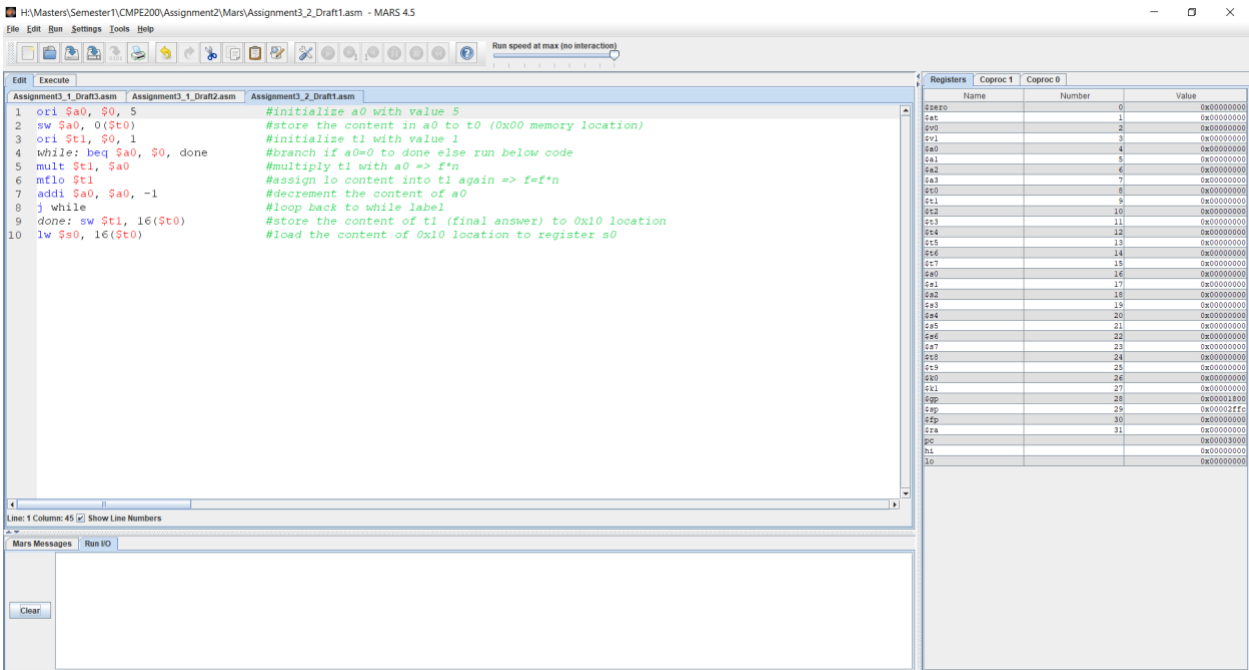 H:\Masters\Semester1\CMPE200\Assignment2\Mars\Assignment3_2_Draft1.asm - MARS 4.5
File Edit Run Settings Tools Help
Run speed at max (no interaction)
Edit Execute
Assignment3_1_Draft3.asm Assignment3_1_Draft2.asm Assignment3_2_Draft1.asm
1 ori $a0, $0, 5 #initialize a0 with value 5
2 sw $a0, 0($t0) #store the content in a0 to t0 (0x00 memory location)
3 ori $t1, $0, 1 #initialize t1 with value 1
4 while: beq $a0, $0, done #branch if a0=0 to done else run below code
5 mult $t1, $a0 #multiply t1 with a0 => f*n
6 mflo $t1 #assign lo content into t1 again => f=f*n
7 addi $a0, $a0, -1 #decrement the content of a0
8 j while #loop back to while label
9 done: sw $t1, 16($t0) #store the content of t1 (final answer) to 0x10 location
10 lw $s0, 16($t0) #load the content of 0x10 location to register s0
Line: 1 Column: 45 Show Line Numbers
Mars Messages Run I/O
Clear
Registers Coproc 1 Coproc 0
Name Number Value
$zero 0 0x00000000
$at 1 0x00000000
$v0 2 0x00000000
$v1 3 0x00000000
$a0 4 0x00000000
$a1 5 0x00000000
$a2 6 0x00000000
$a3 7 0x00000000
$t0 8 0x00000000
$t1 9 0x00000000
$t2 10 0x00000000
$t3 11 0x00000000
$t4 12 0x00000000
$t5 13 0x00000000
$t6 14 0x00000000
$t7 15 0x00000000
$s0 16 0x00000000
$s1 17 0x00000000
$s2 18 0x00000000
$s3 19 0x00000000
$s4 20 0x00000000
$s5 21 0x00000000
$s6 22 0x00000000
$s7 23 0x00000000
$t8 24 0x00000000
$t9 25 0x00000000
$k0 26 0x00000000
$k1 27 0x00000000
$gp 28 0x00001800
$sp 29 0x00002ffc
$fp 30 0x00000000
$ra 31 0x00000000
pc 0x00003000
hi 0x00000000
lo 0x00000000